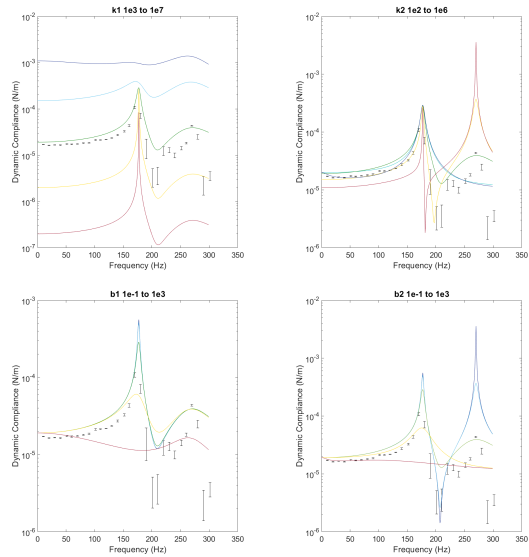 k1 1e3 to 1e7
10^-2
10^-3
10^-4
10^-5
10^-6
10^-7
Dynamic Compliance (N/m)
0 50 100 150 200 250 300 350
Frequency (Hz)
k2 1e2 to 1e6
10^-2
10^-3
10^-4
10^-5
10^-6
Dynamic Compliance (N/m)
0 50 100 150 200 250 300 350
Frequency (Hz)
b1 1e-1 to 1e3
10^-3
10^-4
10^-5
10^-6
Dynamic Compliance (N/m)
0 50 100 150 200 250 300 350
Frequency (Hz)
b2 1e-1 to 1e3
10^-2
10^-3
10^-4
10^-5
10^-6
Dynamic Compliance (N/m)
0 50 100 150 200 250 300 350
Frequency (Hz)